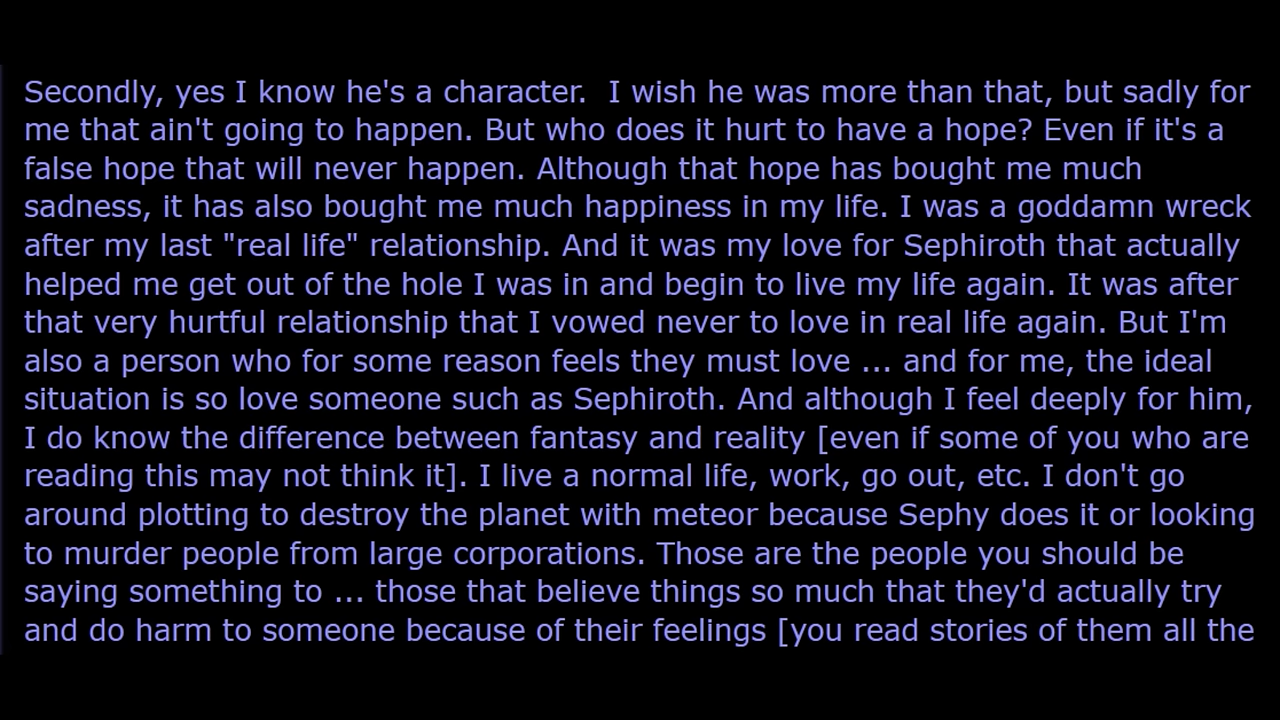 Secondly, yes I know he's a character.  I wish he was more than that, but sadly for
me that ain't going to happen. But who does it hurt to have a hope? Even if it's a
false hope that will never happen. Although that hope has bought me much
sadness, it has also bought me much happiness in my life. I was a goddamn wreck
after my last "real life" relationship. And it was my love for Sephiroth that actually
helped me get out of the hole I was in and begin to live my life again. It was after
that very hurtful relationship that I vowed never to love in real life again. But I'm
also a person who for some reason feels they must love ... and for me, the ideal
situation is so love someone such as Sephiroth. And although I feel deeply for him,
I do know the difference between fantasy and reality [even if some of you who are
reading this may not think it]. I live a normal life, work, go out, etc. I don't go
around plotting to destroy the planet with meteor because Sephy does it or looking
to murder people from large corporations. Those are the people you should be
saying something to ... those that believe things so much that they'd actually try
and do harm to someone because of their feelings [you read stories of them all the